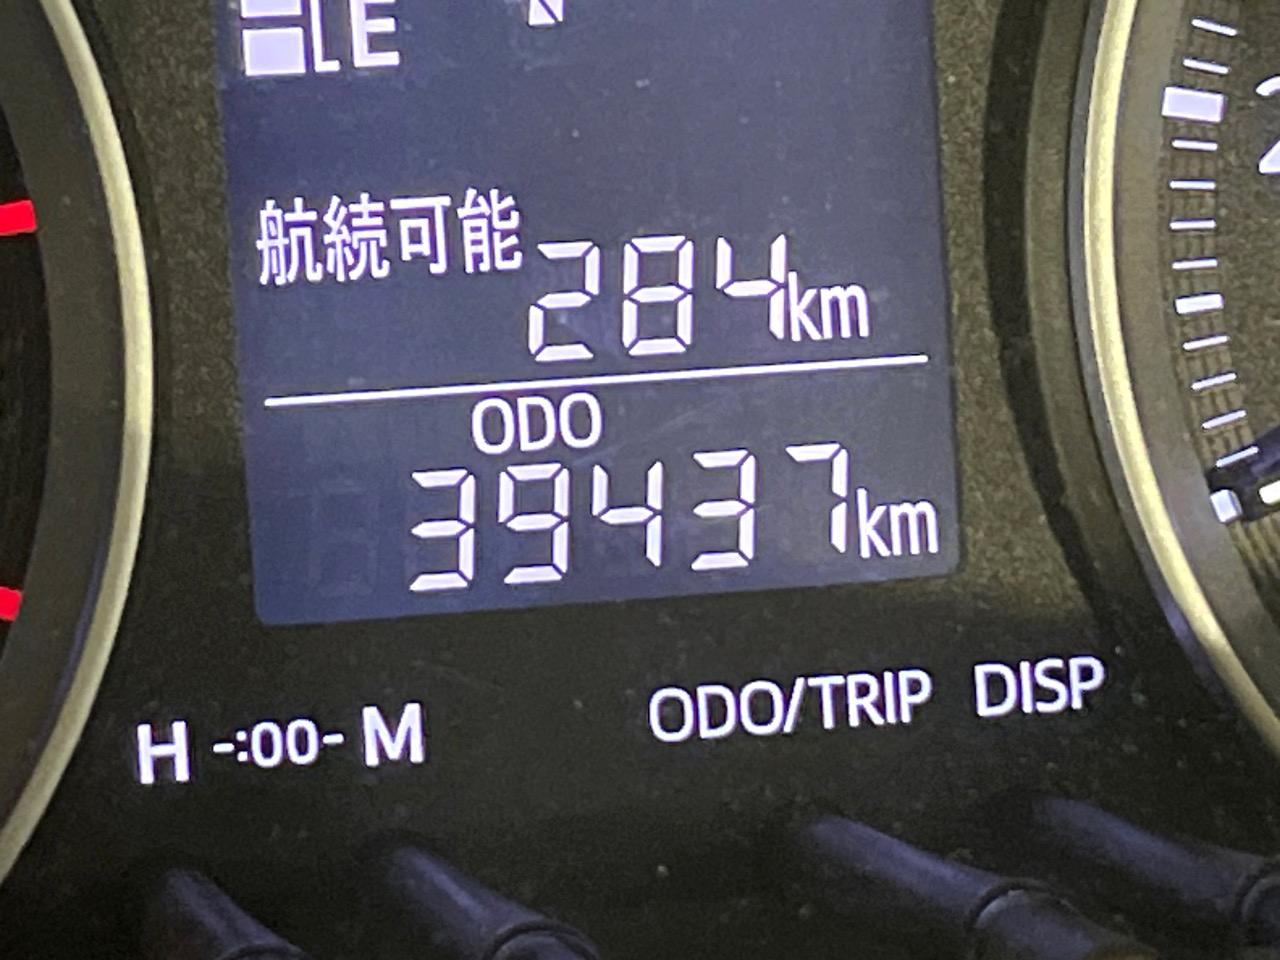 E
航続可能 284km
ODO
39437km
H -:00- M
ODO/TRIP DISP